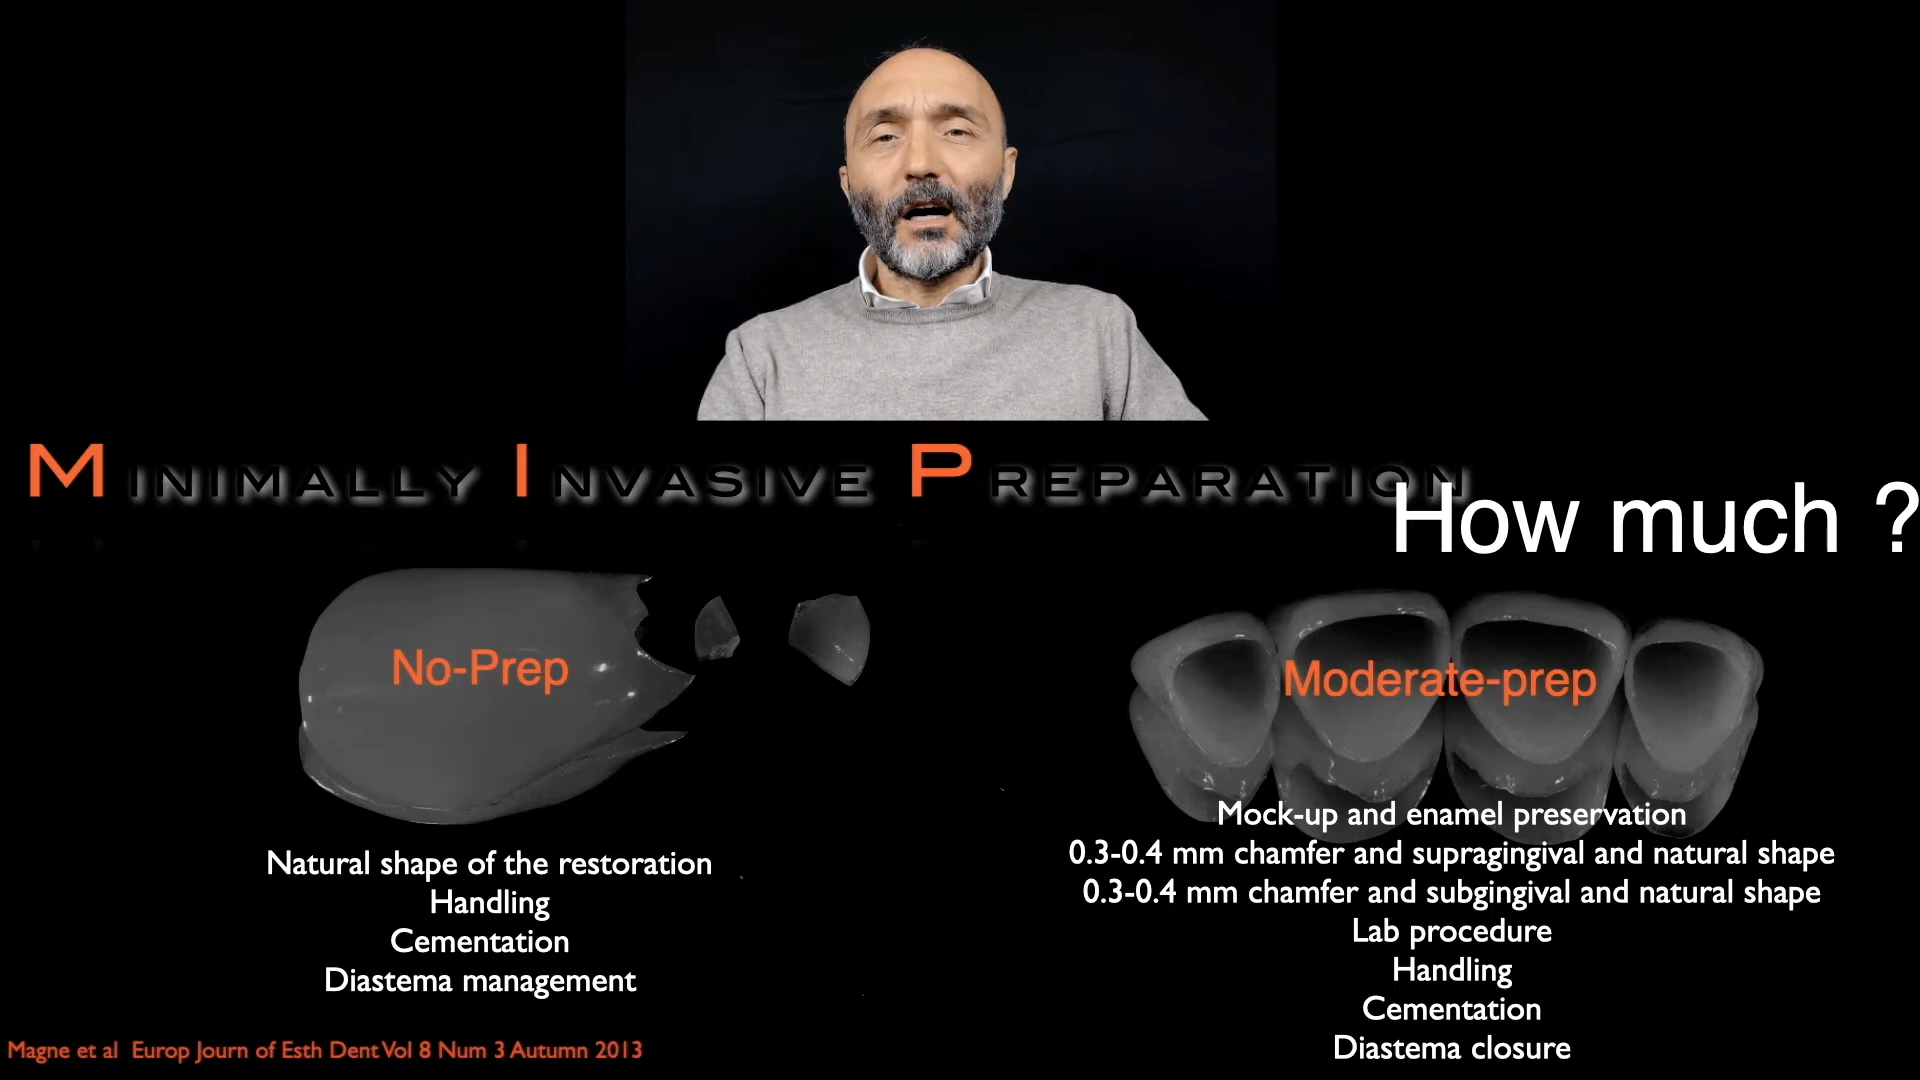 MINIMALLY INVASIVE PREPARATION
How much ?
No-Prep
Natural shape of the restoration
Handling
Cementation
Diastema management
Moderate-prep
Mock-up and enamel preservation
0.3-0.4 mm chamfer and supragingival and natural shape
0.3-0.4 mm chamfer and subgingival and natural shape
Lab procedure
Handling
Cementation
Diastema closure
Magne et al Europ Journ of Esth Dent Vol 8 Num 3 Autumn 2013